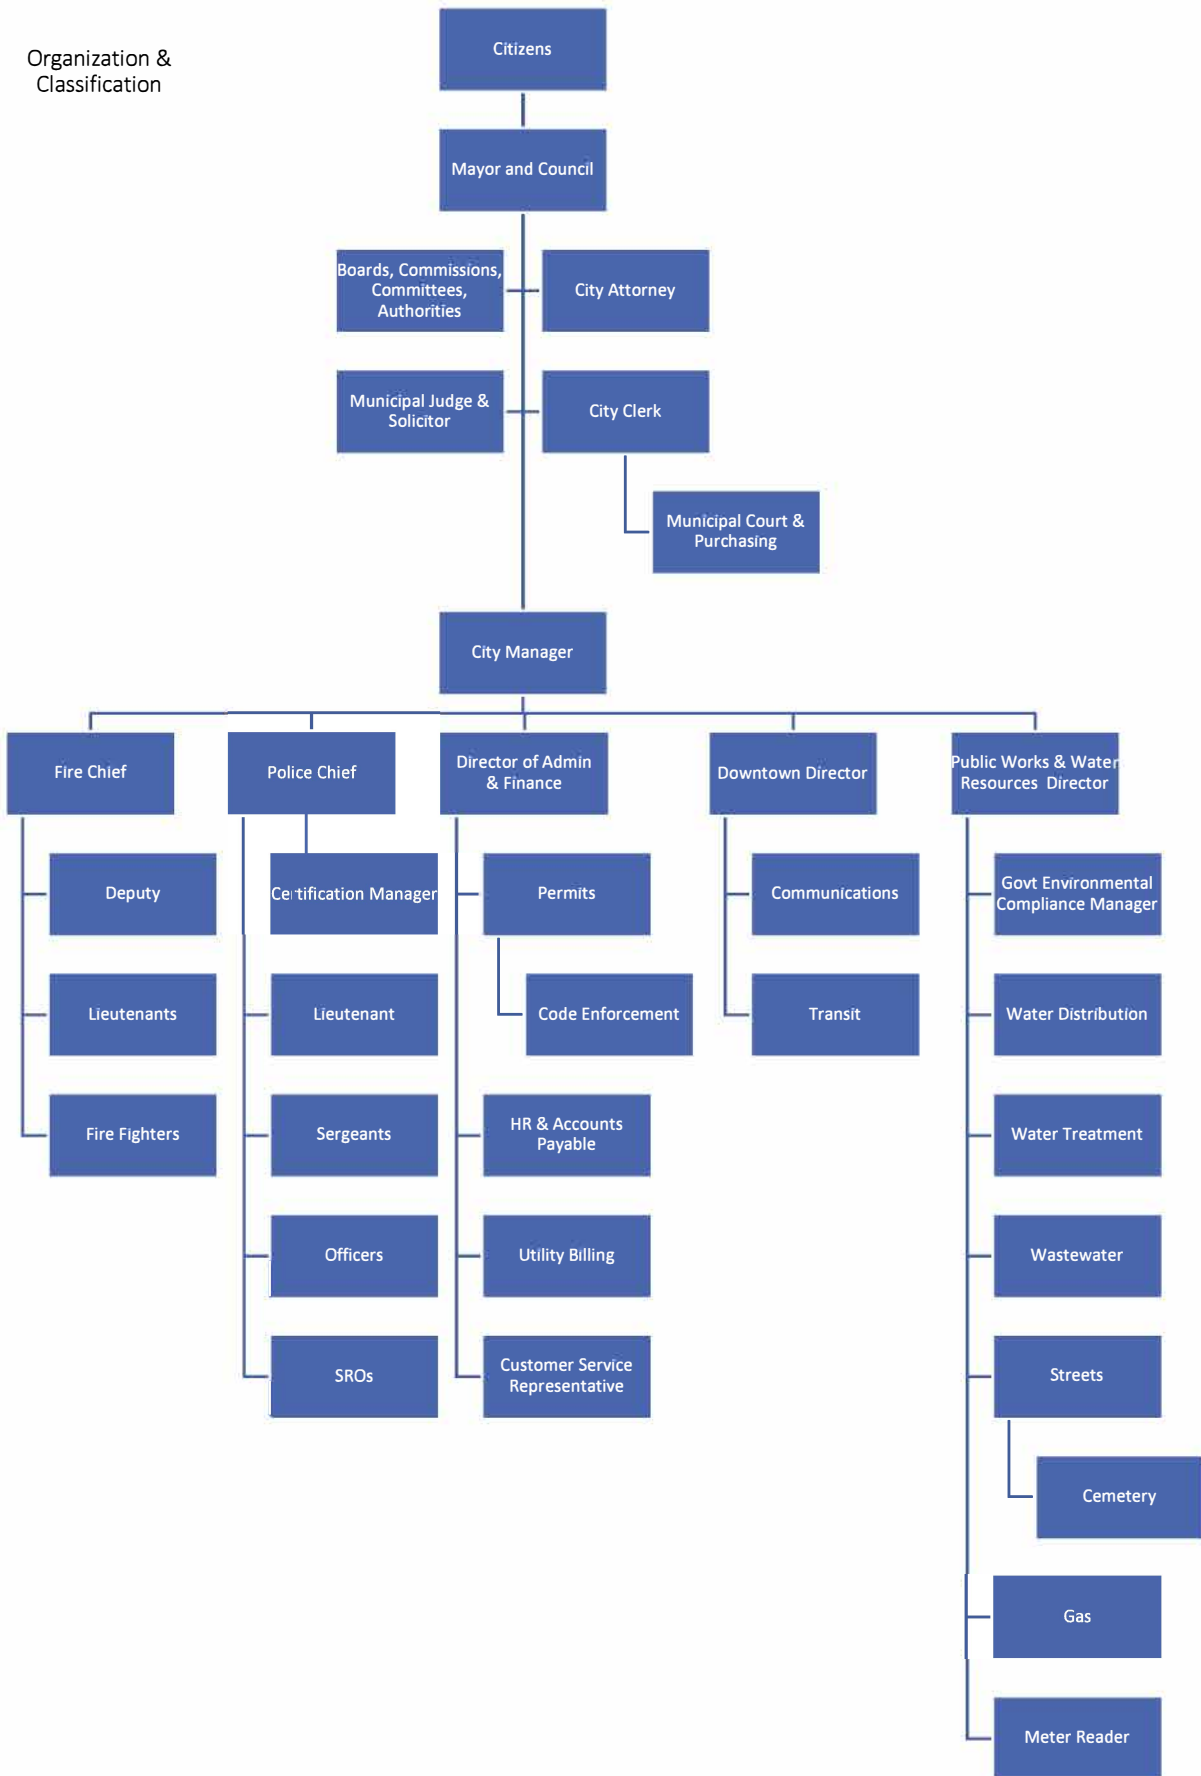 Organization &
Classification
Citizens
Mayor and Council
Boards, Commissions,
Committees,
Authorities
City Attorney
Municipal Judge &
Solicitor
City Clerk
Municipal Court &
Purchasing
City Manager
Fire Chief
Police Chief
Director of Admin
& Finance
Downtown Director
Public Works & Water
Resources Director
Deputy
Certification Manager
Permits
Communications
Govt Environmental
Compliance Manager
Lieutenants
Lieutenant
Code Enforcement
Transit
Water Distribution
Fire Fighters
Sergeants
HR & Accounts
Payable
Water Treatment
Officers
Utility Billing
Wastewater
SROs
Customer Service
Representative
Streets
Cemetery
Gas
Meter Reader